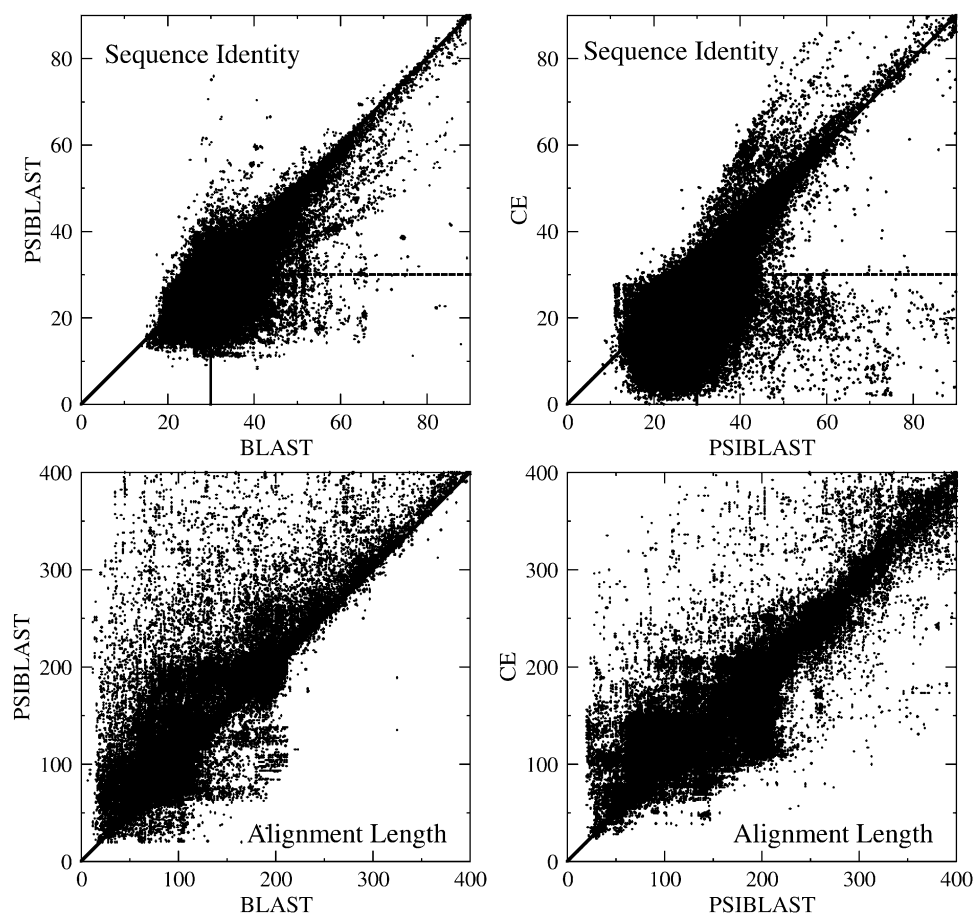 Sequence Identity
80
60
40
20
0
PSIBLAST
0 20 40 60 80
BLAST
Sequence Identity
80
60
40
20
0
CE
0 20 40 60 80
PSIBLAST
400
300
200
100
0
PSIBLAST
Alignment Length
0 100 200 300 400
BLAST
400
300
200
100
0
CE
Alignment Length
0 100 200 300 400
PSIBLAST